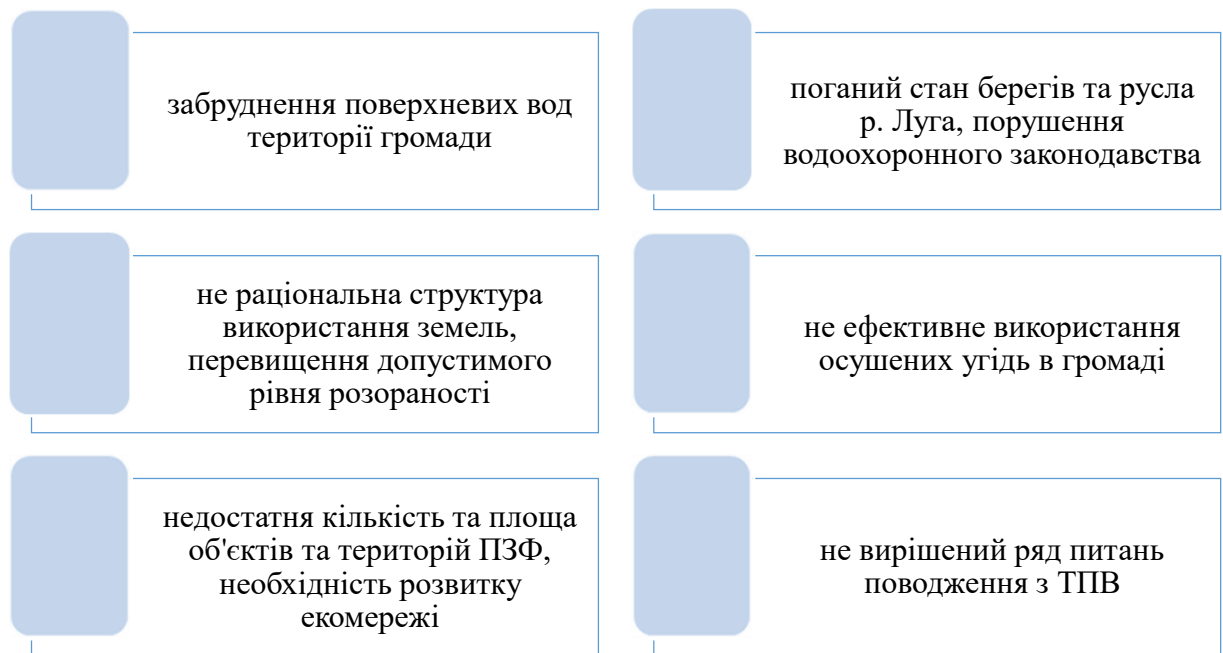 забруднення поверхневих вод
території громади
поганий стан берегів та русла
р. Луга, порушення
водоохоронного законодавства
не раціональна структура
використання земель,
перевищення допустимого
рівня розораності
не ефективне використання
осушених угідь в громаді
недостатня кількість та площа
об'єктів та територій ПЗФ,
необхідність розвитку
екомережі
не вирішений ряд питань
поводження з ТПВ